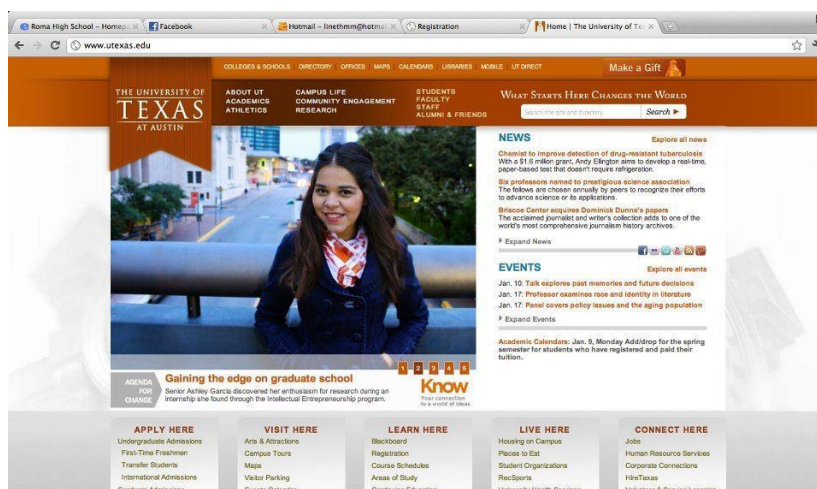 Roma High School – Homep
Facebook
Hotmail – linethmm@hotmai
Registration
Home | The University of Te
www.utexas.edu
COLLEGES & SCHOOLS DIRECTORY OFFICES MAPS CALENDARS LIBRARIES MOBILE UT DIRECT
Make a Gift
THE UNIVERSITY OF
TEXAS
AT AUSTIN
ABOUT UT
ACADEMICS
ATHLETICS
CAMPUS LIFE
COMMUNITY ENGAGEMENT
RESEARCH
STUDENTS
FACULTY
STAFF
ALUMNI & FRIENDS
WHAT STARTS HERE CHANGES THE WORLD
Search the site and directory
Search ▶
NEWS
Explore all news
Chemist to improve detection of drug-resistant tuberculosis
With a $1.6 million grant, Andy Ellington aims to develop a real-time,
paper-based test that doesn't require refrigeration.
Six professors named to prestigious science association
The fellows are chosen annually by peers to recognize their efforts
to advance science or its applications.
Briscoe Center acquires Dominick Dunne's papers
The acclaimed journalist and writer's collection adds to one of the
world's most comprehensive journalism history archives.
Expand News
EVENTS
Explore all events
Jan. 10: Talk explores past memories and future decisions
Jan. 17: Professor examines race and identity in literature
Jan. 17: Panel covers policy issues and the aging population
Expand Events
Academic Calendars: Jan. 9, Monday Add/drop for the spring
semester for students who have registered and paid their
tuition.
1 2 3 4 5
AGENDA
FOR
CHANGE
Gaining the edge on graduate school
Senior Ashley Garcia discovered her enthusiasm for research during an
internship she found through the Intellectual Entrepreneurship program.
Know
Your connection
to a world of ideas
APPLY HERE
Undergraduate Admissions
First-Time Freshmen
Transfer Students
International Admissions
VISIT HERE
Arts & Attractions
Campus Tours
Maps
Visitor Parking
LEARN HERE
Blackboard
Registration
Course Schedules
Areas of Study
LIVE HERE
Housing on Campus
Places to Eat
Student Organizations
RecSports
CONNECT HERE
Jobs
Human Resource Services
Corporate Connections
HireTexas